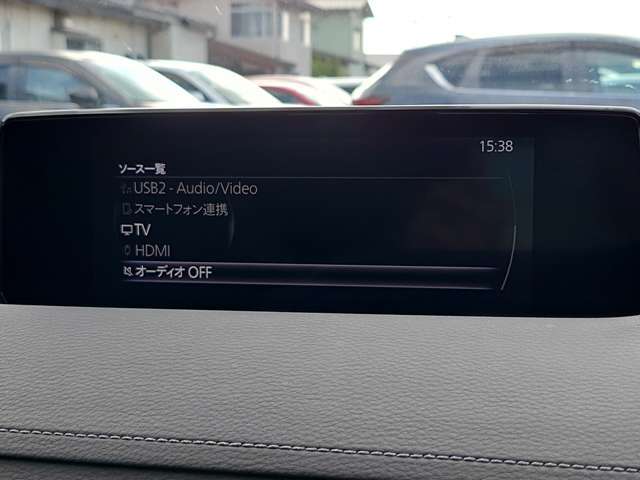 15:38
ソース一覧
USB2 - Audio/Video
スマートフォン連携
TV
HDMI
オーディオ OFF